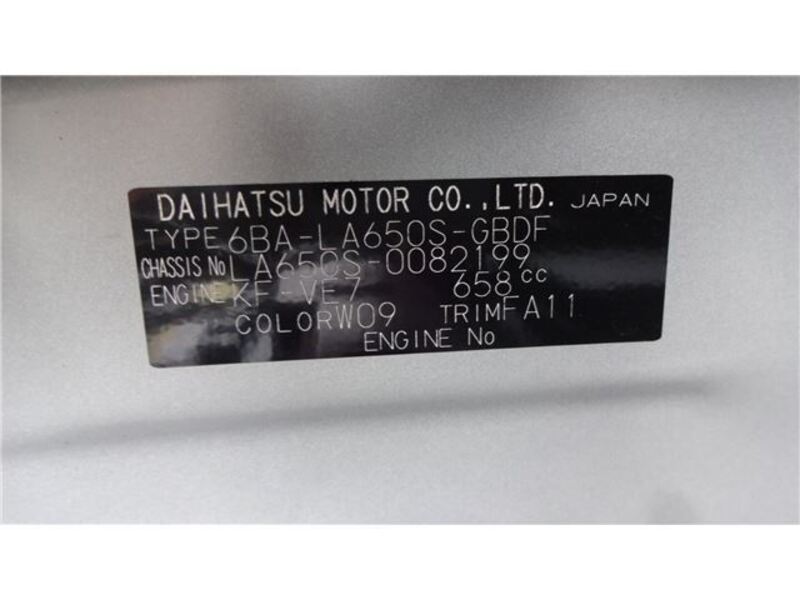 DAIHATSU MOTOR CO.,LTD. JAPAN
TYPE 6BA-LA650S-GBDF
CHASSIS No LA650S-0082199
ENGINE KF-VE7 658cc
COLOR W09 TRIM FA11
ENGINE No